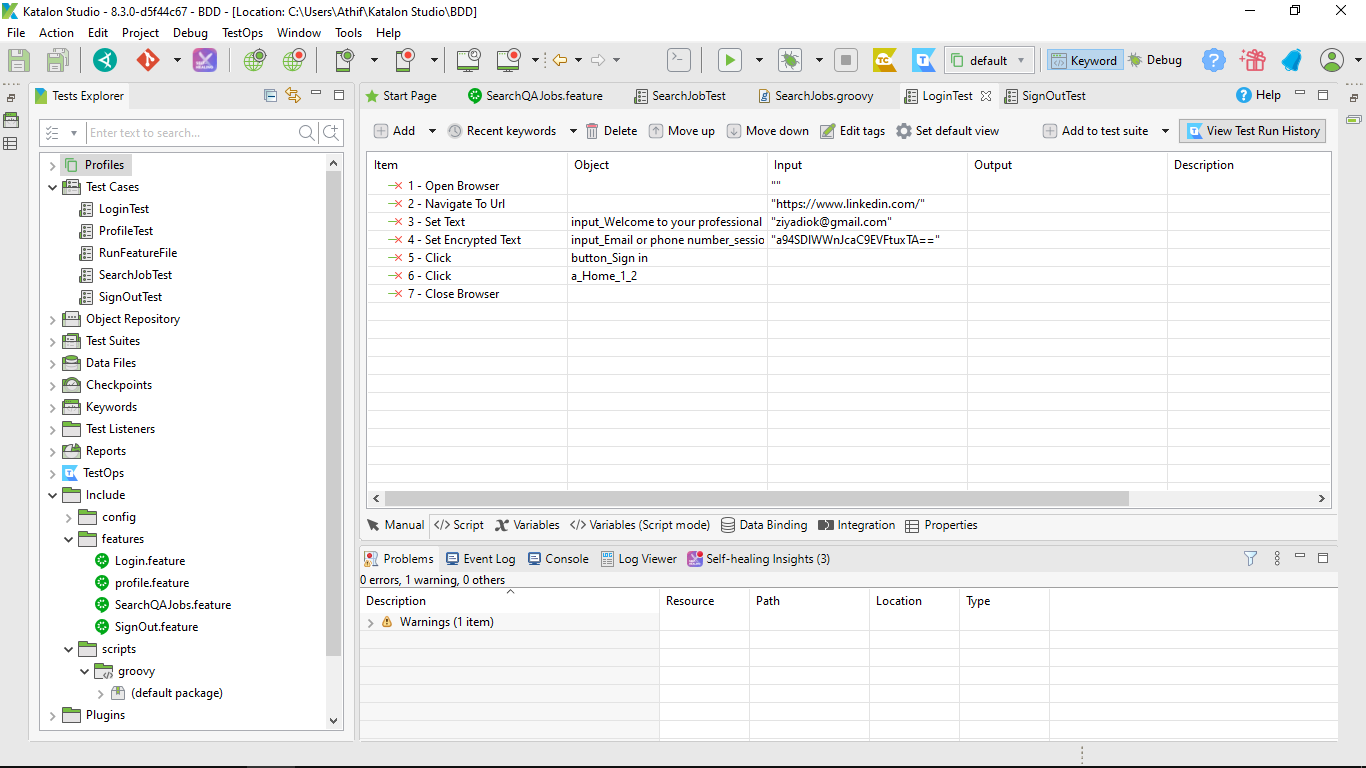 Katalon Studio - 8.3.0-d5f44c67 - BDD - [Location: C:\Users\Athif\Katalon Studio\BDD]
File Action Edit Project Debug TestOps Window Tools Help
default Keyword Debug
Tests Explorer
Start Page SearchQAJobs.feature SearchJobTest SearchJobs.groovy LoginTest SignOutTest Help
Enter text to search...
Add Recent keywords Delete Move up Move down Edit tags Set default view Add to test suite View Test Run History
Profiles
Test Cases
LoginTest
ProfileTest
RunFeatureFile
SearchJobTest
SignOutTest
Object Repository
Test Suites
Data Files
Checkpoints
Keywords
Test Listeners
Reports
TestOps
Include
config
features
Login.feature
profile.feature
SearchQAJobs.feature
SignOut.feature
scripts
groovy
(default package)
Plugins
Item Object Input Output Description
1 - Open Browser ""
2 - Navigate To Url "https://www.linkedin.com/"
3 - Set Text input_Welcome to your professional "ziyadiok@gmail.com"
4 - Set Encrypted Text input_Email or phone number_sessio "a94SDIWWnJcaC9EVFtuxTA=="
5 - Click button_Sign in
6 - Click a_Home_1_2
7 - Close Browser
Manual Script Variables Variables (Script mode) Data Binding Integration Properties
Problems Event Log Console Log Viewer Self-healing Insights (3)
0 errors, 1 warning, 0 others
Description Resource Path Location Type
Warnings (1 item)